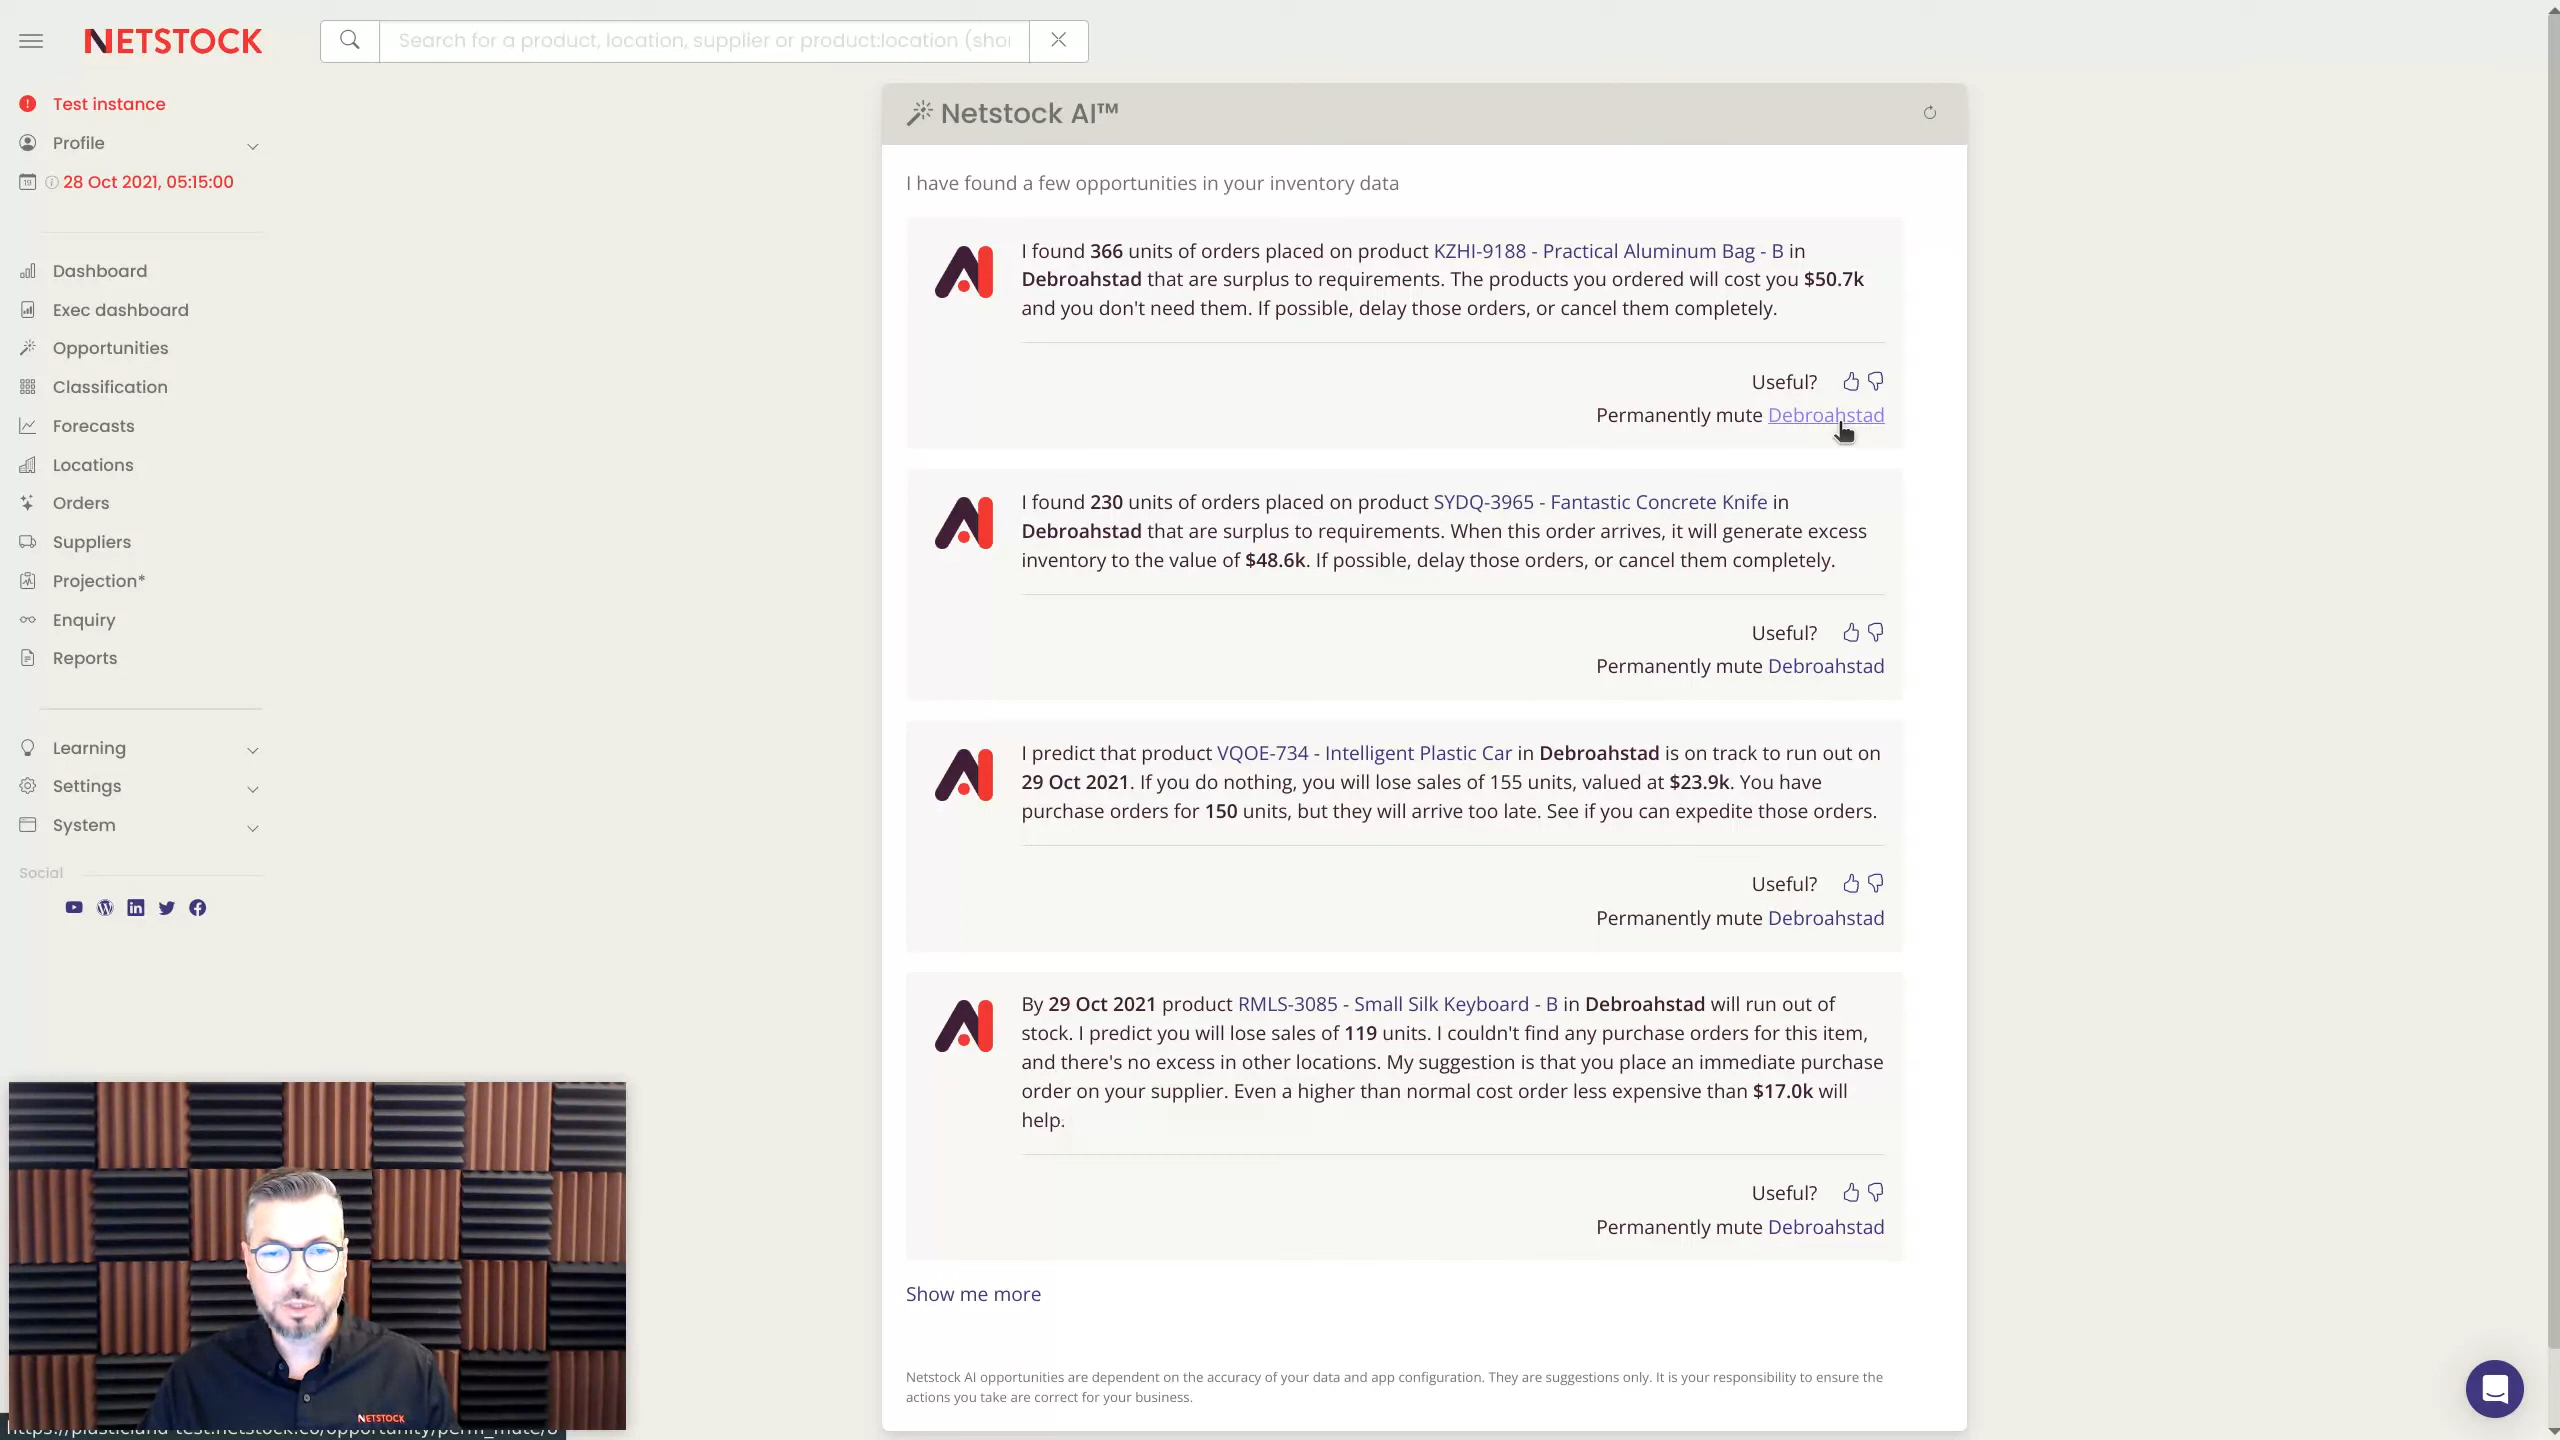 NETSTOCK
Search for a product, location, supplier or product:location (shor
Test instance
Profile
28 Oct 2021, 05:15:00
Dashboard
Exec dashboard
Opportunities
Classification
Forecasts
Locations
Orders
Suppliers
Projection*
Enquiry
Reports
Learning
Settings
System
Social
Netstock AI™
I have found a few opportunities in your inventory data
AI
I found 366 units of orders placed on product KZHI-9188 - Practical Aluminum Bag - B in
Debroahstad that are surplus to requirements. The products you ordered will cost you $50.7k
and you don't need them. If possible, delay those orders, or cancel them completely.
Useful?
Permanently mute Debroahstad
AI
I found 230 units of orders placed on product SYDQ-3965 - Fantastic Concrete Knife in
Debroahstad that are surplus to requirements. When this order arrives, it will generate excess
inventory to the value of $48.6k. If possible, delay those orders, or cancel them completely.
Useful?
Permanently mute Debroahstad
AI
I predict that product VQOE-734 - Intelligent Plastic Car in Debroahstad is on track to run out on
29 Oct 2021. If you do nothing, you will lose sales of 155 units, valued at $23.9k. You have
purchase orders for 150 units, but they will arrive too late. See if you can expedite those orders.
Useful?
Permanently mute Debroahstad
AI
By 29 Oct 2021 product RMLS-3085 - Small Silk Keyboard - B in Debroahstad will run out of
stock. I predict you will lose sales of 119 units. I couldn't find any purchase orders for this item,
and there's no excess in other locations. My suggestion is that you place an immediate purchase
order on your supplier. Even a higher than normal cost order less expensive than $17.0k will
help.
Useful?
Permanently mute Debroahstad
Show me more
Netstock AI opportunities are dependent on the accuracy of your data and app configuration. They are suggestions only. It is your responsibility to ensure the
actions you take are correct for your business.
NETSTOCK